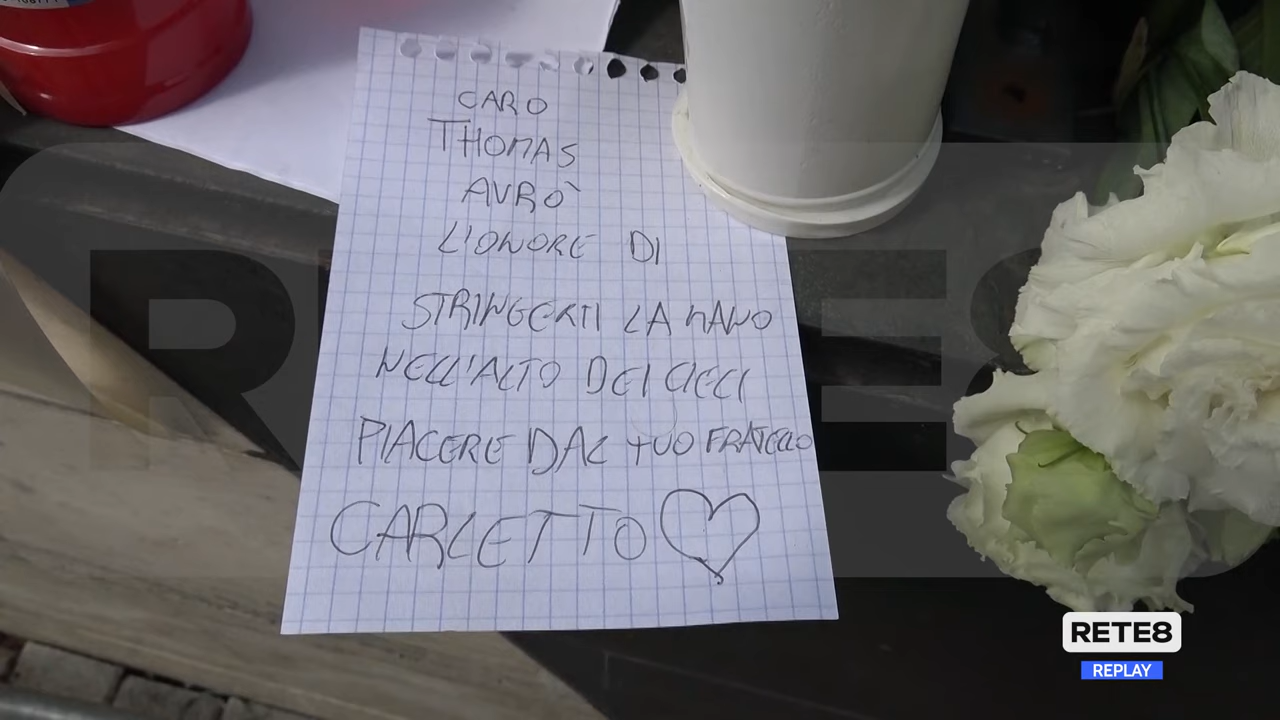 CARO
THOMAS
AVRÒ
L'ONORE DI
STRINGERTI LA MANO
NELL'ALTO DEI CIELI
PIACERE DAL TUO FRATELLO
CARLETTO
RETE8
REPLAY